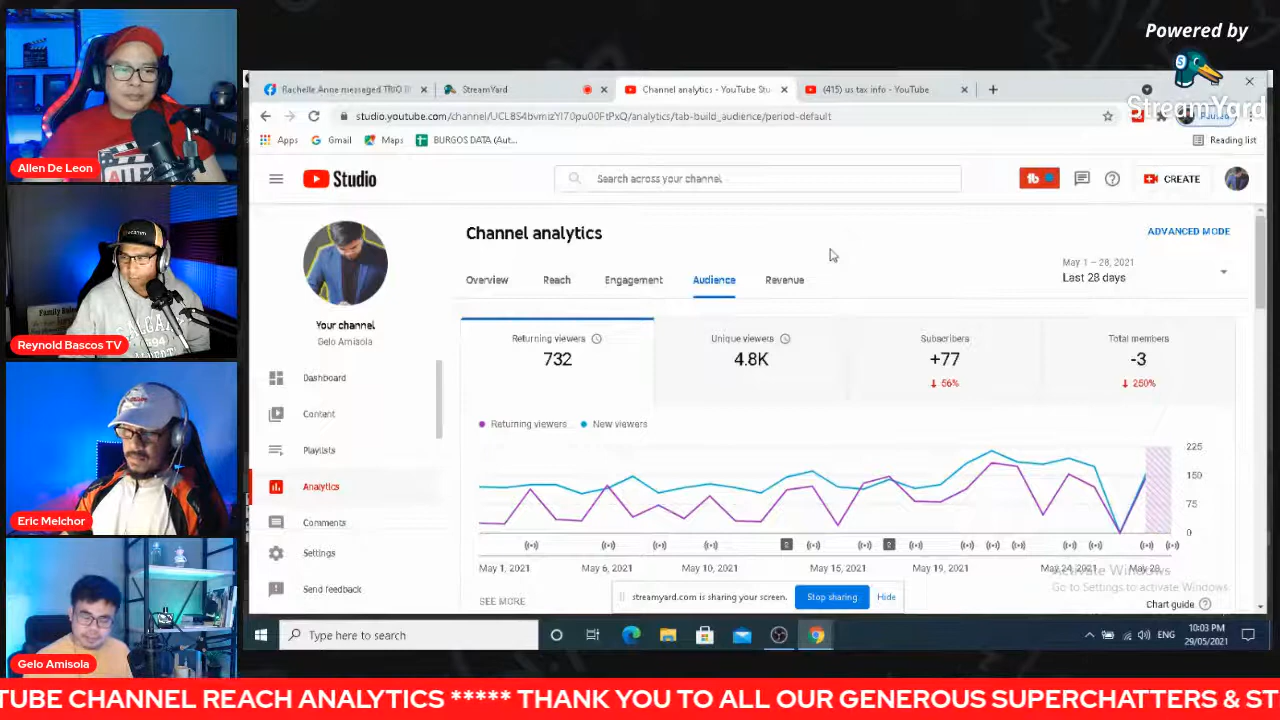 Powered by
StreamYard
Allen De Leon
Reynold Bascos TV
Eric Melchor
Gelo Amisola
Rachelle Anne messaged TRIO B
StreamYard
Channel analytics - YouTube Stu
(415) us tax info - YouTube
studio.youtube.com/channel/UCL8S4bvmzYl70pu00FtPxQ/analytics/tab-build_audience/period-default
Paused
Apps
Gmail
Maps
BURGOS DATA (Aut...
Reading list
Studio
Search across your channel
CREATE
Your channel
Gelo Amisola
Dashboard
Content
Playlists
Analytics
Comments
Settings
Send feedback
Channel analytics
ADVANCED MODE
May 1 – 28, 2021
Last 28 days
Overview
Reach
Engagement
Audience
Revenue
Returning viewers
732
Unique viewers
4.8K
Subscribers
+77
56%
Total members
-3
250%
Returning viewers
New viewers
225
150
75
0
May 1, 2021
May 6, 2021
May 10, 2021
May 15, 2021
May 19, 2021
May 24, 2021
May 28,
SEE MORE
streamyard.com is sharing your screen.
Stop sharing
Hide
Activate Windows
Go to Settings to activate Windows.
Chart guide
Type here to search
ENG
10:03 PM
29/05/2021
TUBE CHANNEL REACH ANALYTICS ***** THANK YOU TO ALL OUR GENEROUS SUPERCHATTERS & ST